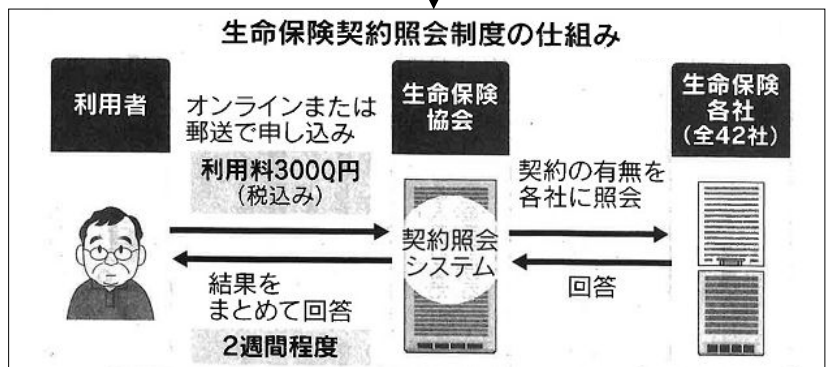 生命保険契約照会制度の仕組み
利用者
オンラインまたは
郵送で申し込み
利用料3000円
(税込み)
生命保険
協会
契約照会
システム
契約の有無を
各社に照会
生命保険
各社
(全42社)
回答
結果を
まとめて回答
2週間程度